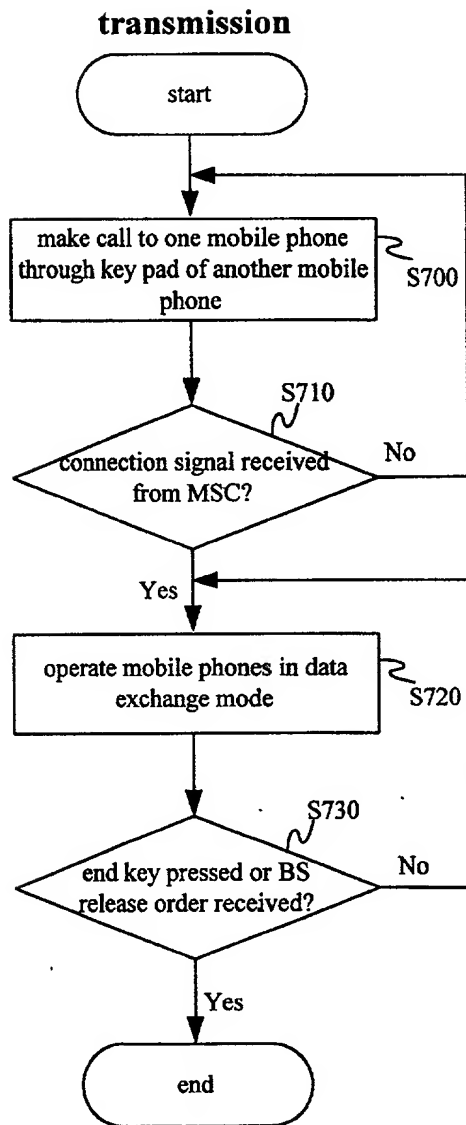 transmission
start
make call to one mobile phone
through key pad of another mobile
phone
S700
S710
connection signal received
from MSC?
No
Yes
operate mobile phones in data
exchange mode
S720
S730
end key pressed or BS
release order received?
No
Yes
end